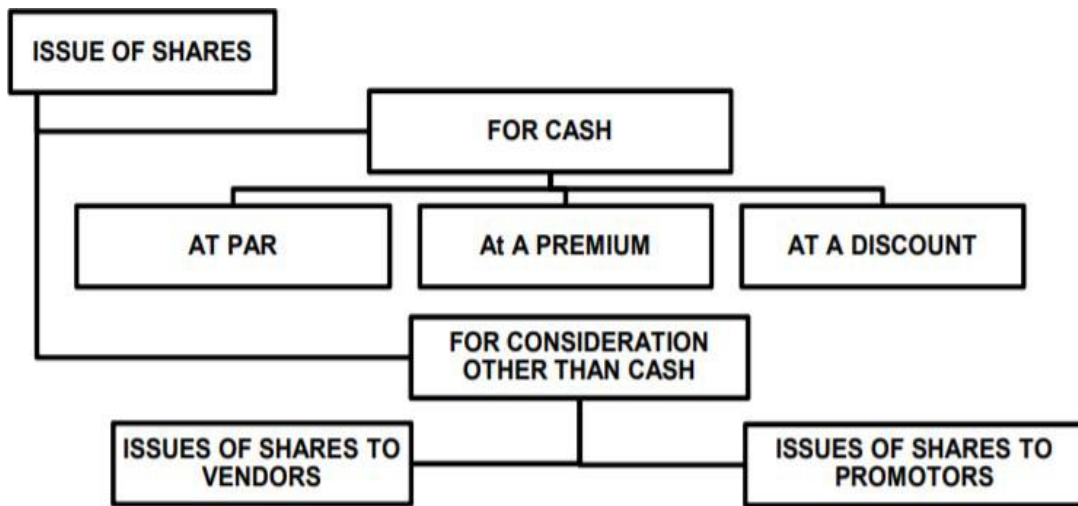 ISSUE OF SHARES
FOR CASH
AT PAR
At A PREMIUM
AT A DISCOUNT
FOR CONSIDERATION
OTHER THAN CASH
ISSUES OF SHARES TO
VENDORS
ISSUES OF SHARES TO
PROMOTORS